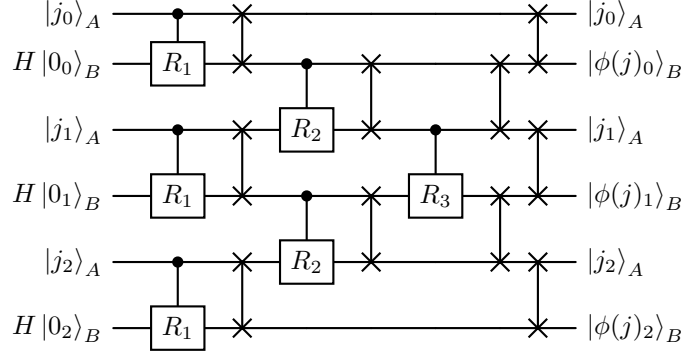 |j₀⟩_A |j₀⟩_A
H |0₀⟩_B R₁ |ϕ(j)₀⟩_B
R₂
|j₁⟩_A |j₁⟩_A
H |0₁⟩_B R₁ R₃ |ϕ(j)₁⟩_B
R₂
|j₂⟩_A |j₂⟩_A
H |0₂⟩_B R₁ |ϕ(j)₂⟩_B